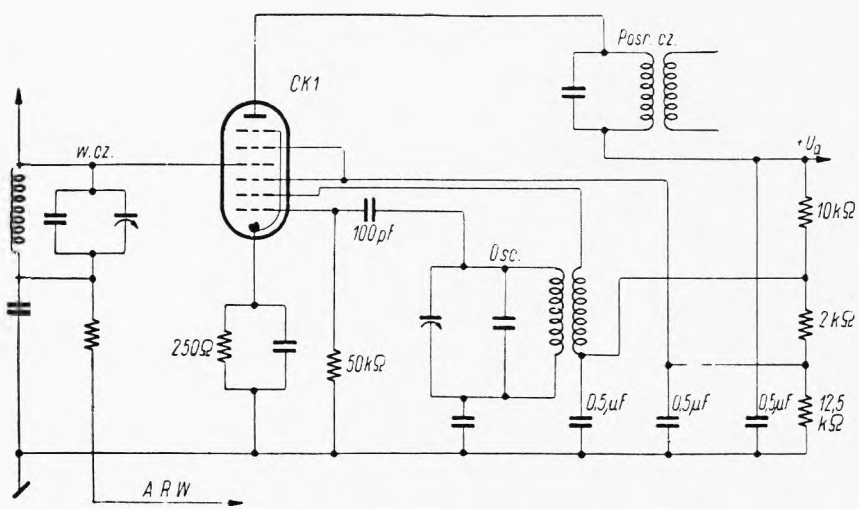 CK1
Pośr. cz.
w. cz.
+Ua
10kΩ
100pF
Osc.
2kΩ
250Ω
50kΩ
0,5µF
0,5µF
0,5µF
12,5
kΩ
ARW